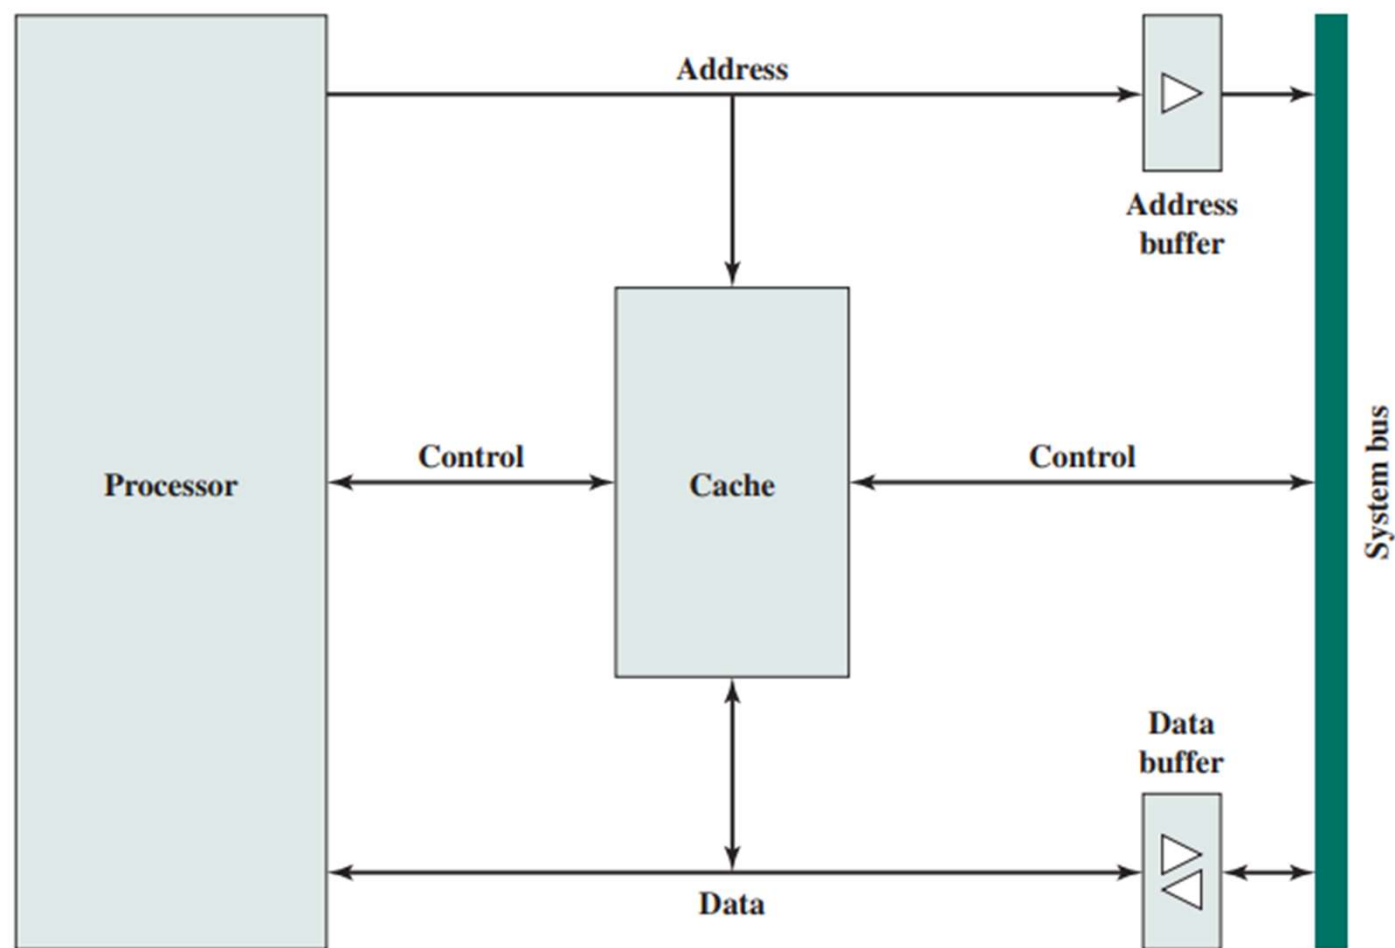 Address
Address
buffer
Control
Control
Processor
Cache
System bus
Data
buffer
Data